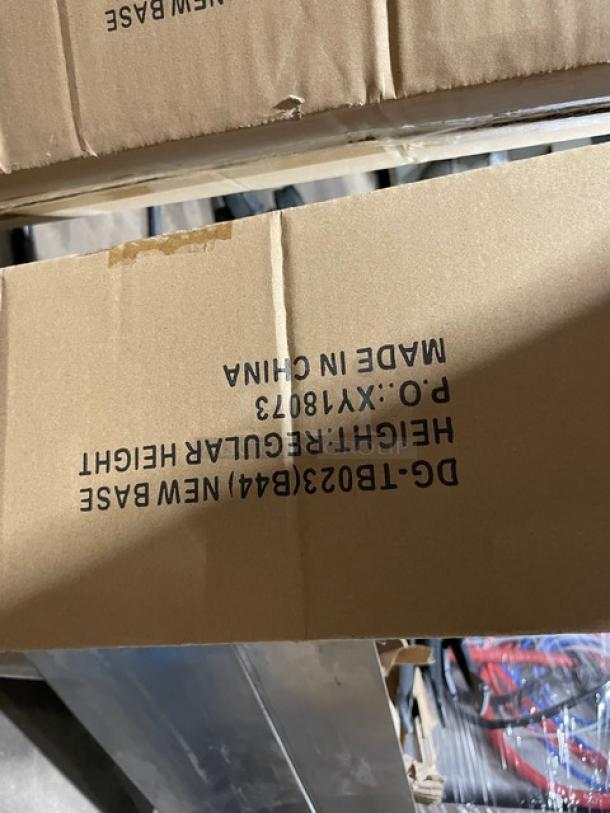 NEW BASE
DG-TB023(B44) NEW BASE
HEIGHT:REGULAR HEIGHT
P.O.:XY18073
MADE IN CHINA